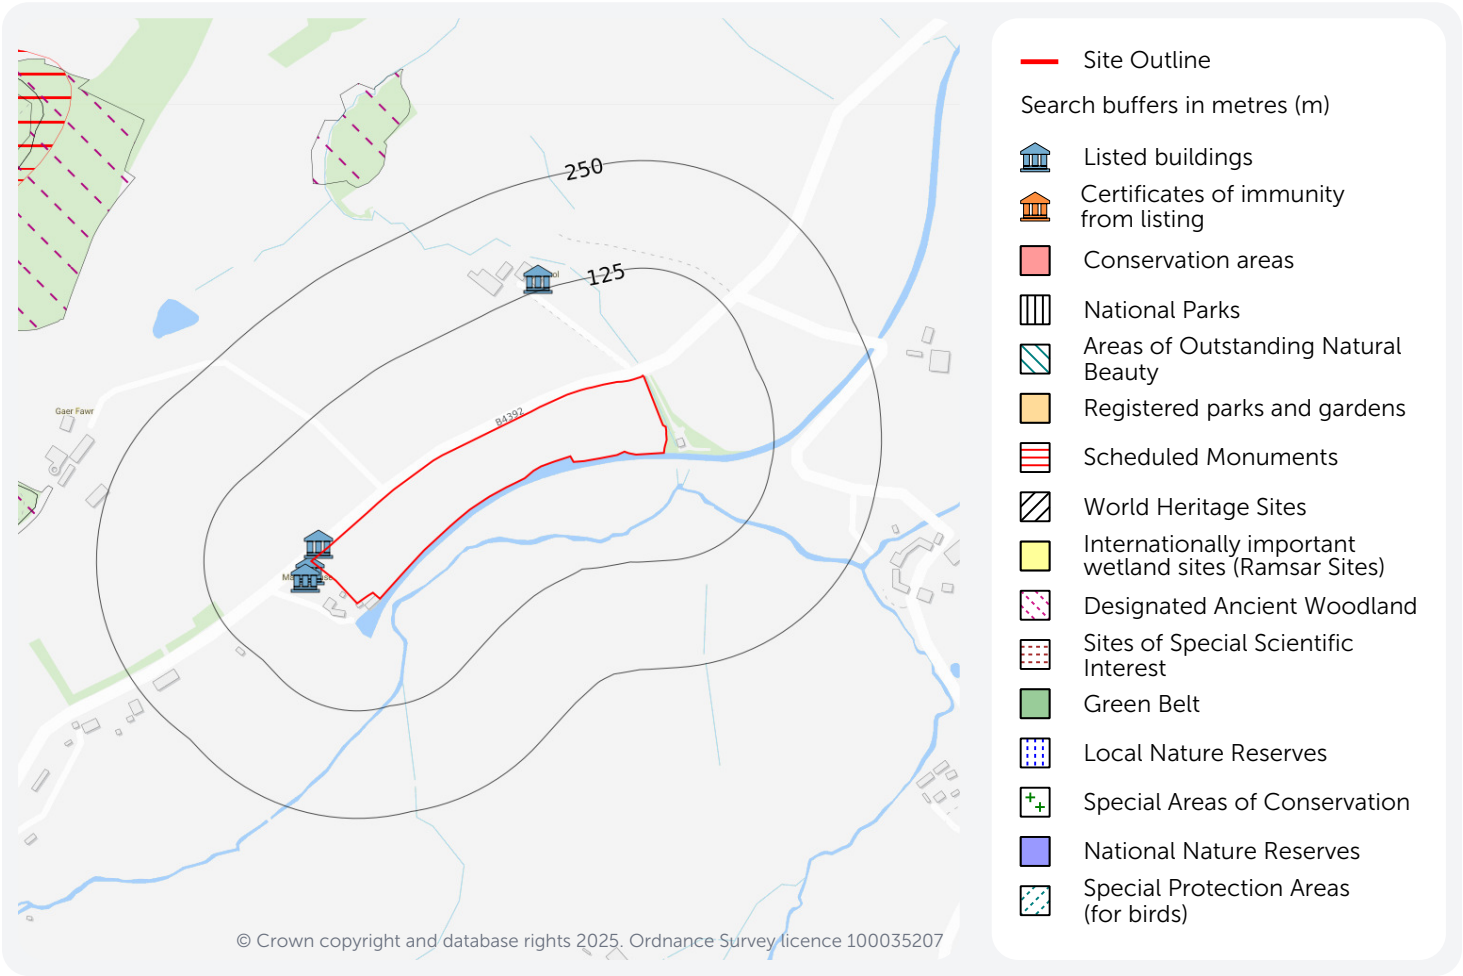 250
125
B4392
Gaer Fawr
Site Outline
Search buffers in metres (m)
Listed buildings
Certificates of immunity
from listing
Conservation areas
National Parks
Areas of Outstanding Natural
Beauty
Registered parks and gardens
Scheduled Monuments
World Heritage Sites
Internationally important
wetland sites (Ramsar Sites)
Designated Ancient Woodland
Sites of Special Scientific
Interest
Green Belt
Local Nature Reserves
Special Areas of Conservation
National Nature Reserves
Special Protection Areas
(for birds)
© Crown copyright and database rights 2025. Ordnance Survey licence 100035207